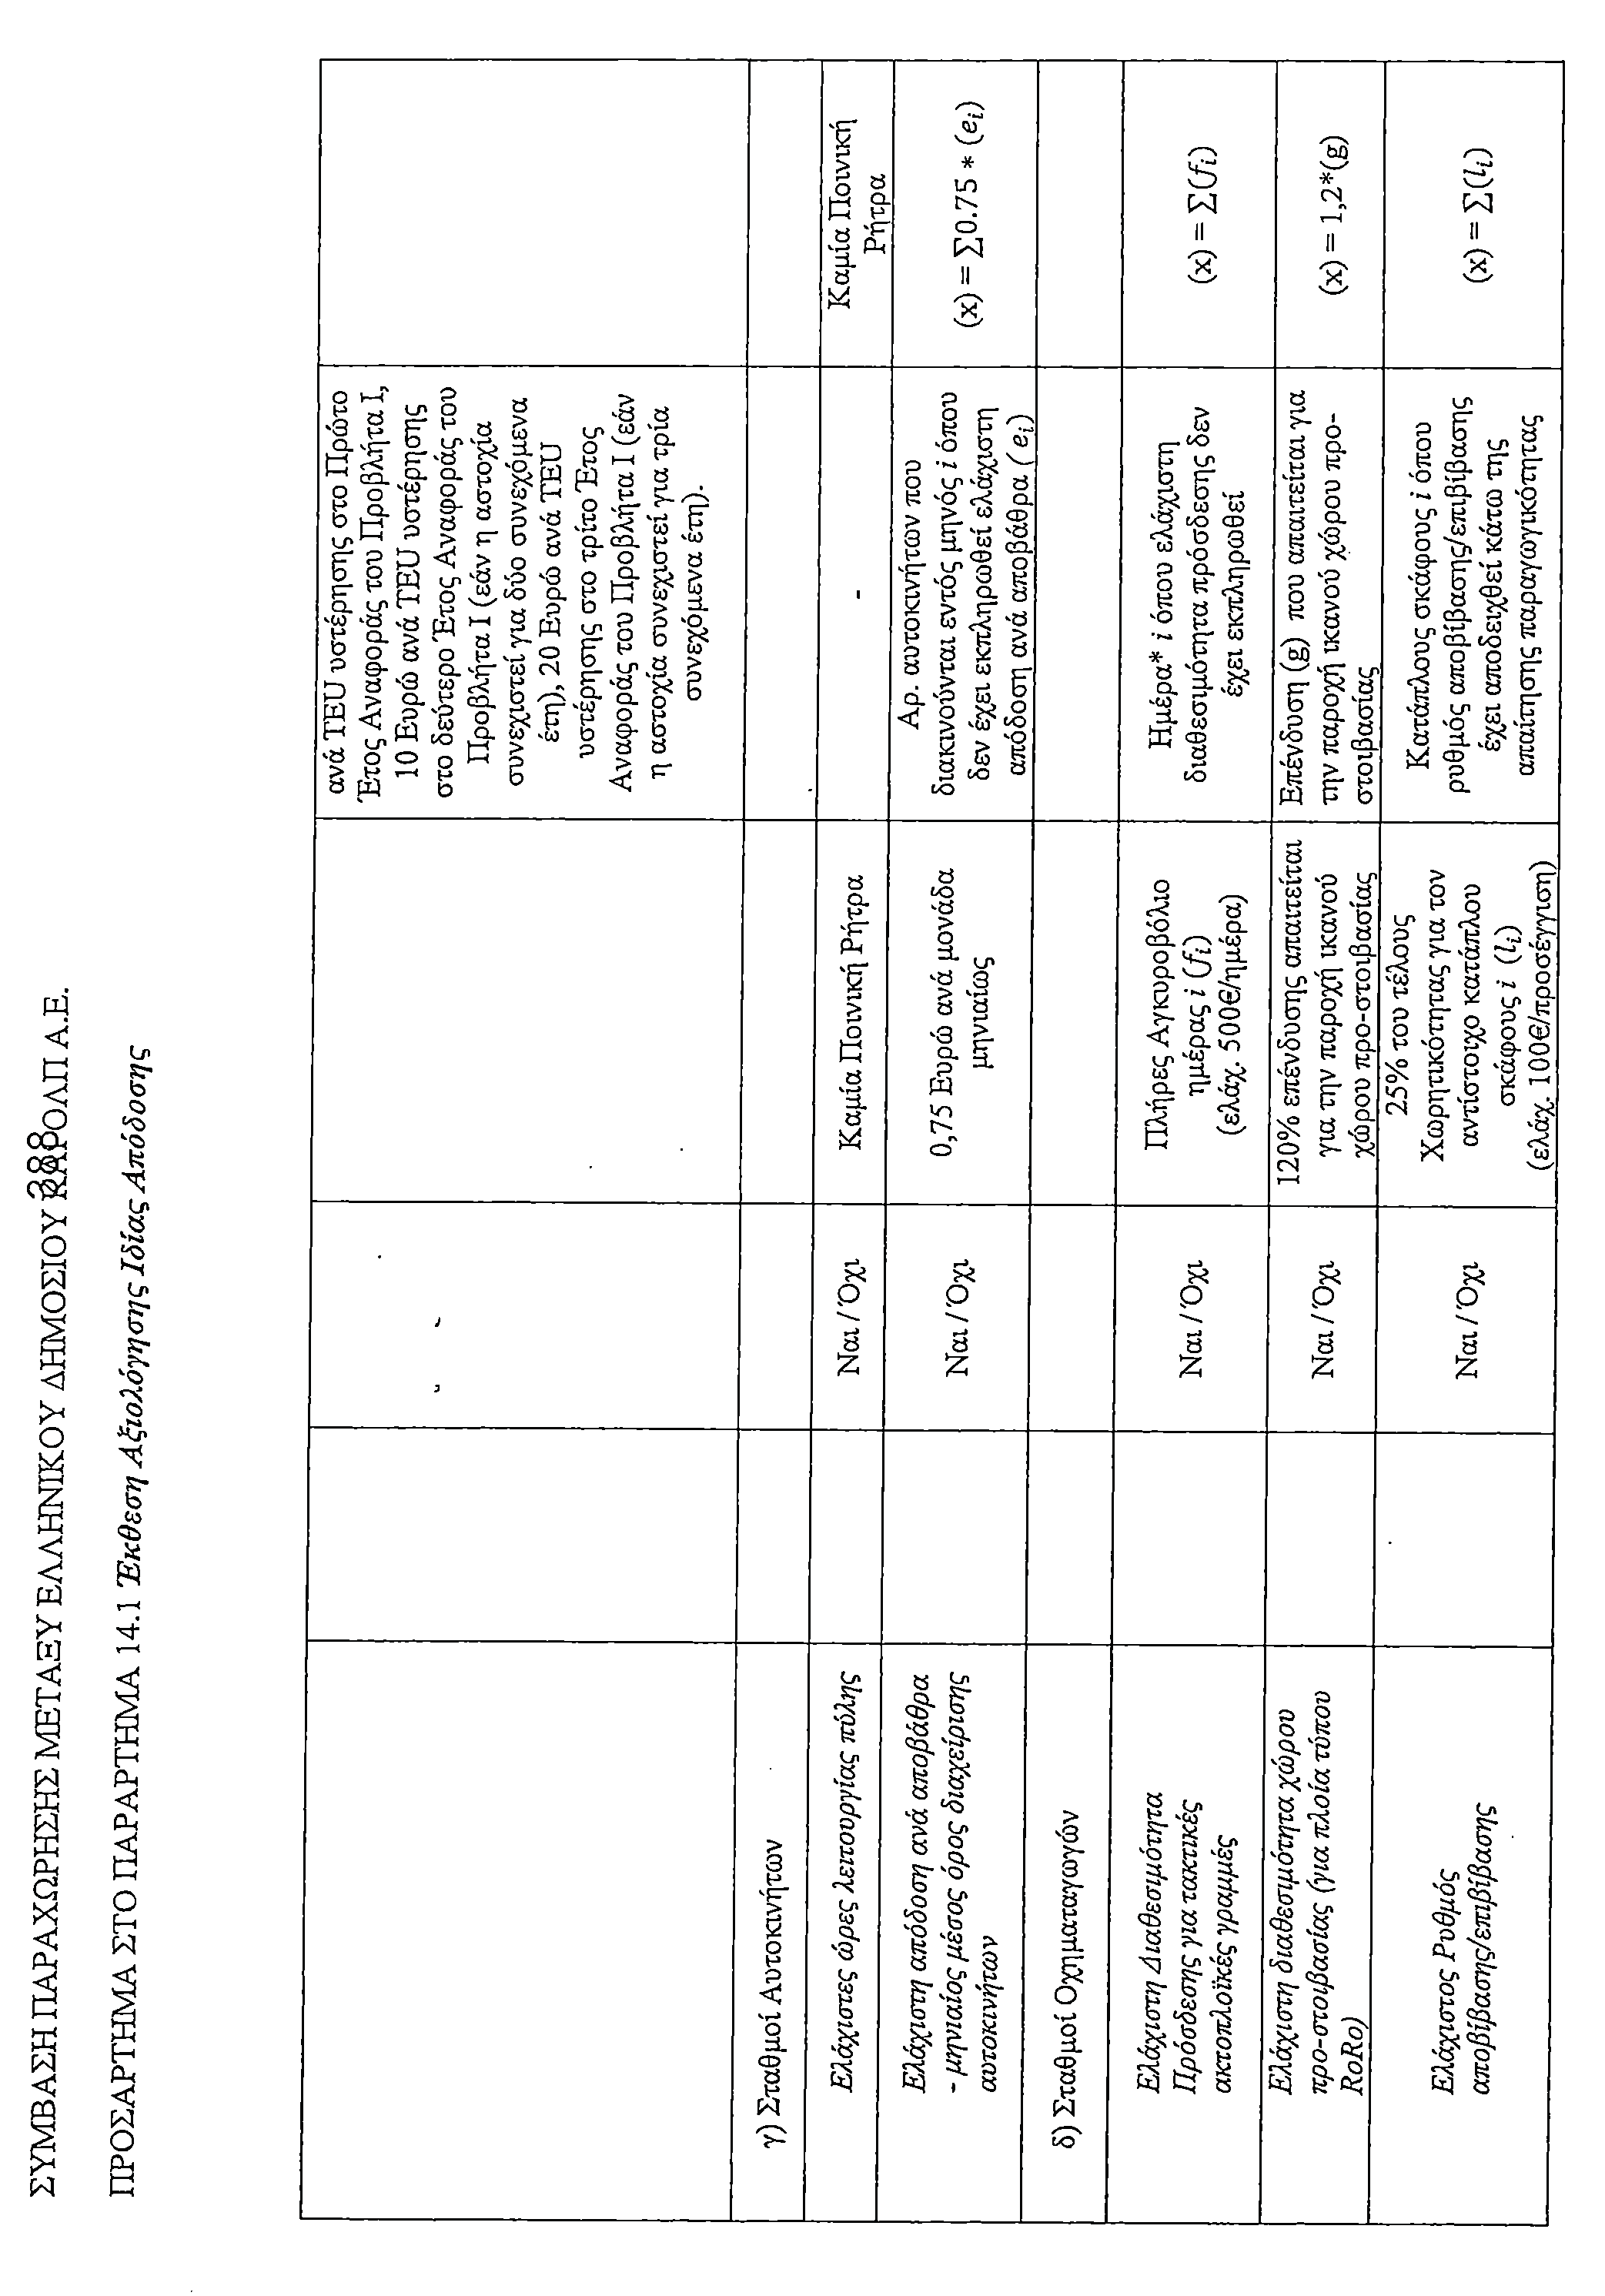 ΣΥΜΒΑΣΗ ΠΑΡΑΧΩΡΗΣΗΣ ΜΕΤΑΞΥ ΕΛΛΗΝΙΚΟΥ ΔΗΜΟΣΙΟΥ ΚΑΙ ΟΛΠ Α.Ε.
388
ΠΡΟΣΑΡΤΗΜΑ ΣΤΟ ΠΑΡΑΡΤΗΜΑ 14.1 Έκθεση Αξιολόγησης Ιδίας Απόδοσης
ανά TEU υστέρησης στο Πρώτο
Έτος Αναφοράς του Προβλήτα Ι,
10 Ευρώ ανά TEU υστέρησης
στο δεύτερο Έτος Αναφοράς του
Προβλήτα Ι (εάν η αστοχία
συνεχιστεί για δύο συνεχόμενα
έτη), 20 Ευρώ ανά TEU
υστέρησης στο τρίτο Έτος
Αναφοράς του Προβλήτα Ι (εάν
η αστοχία συνεχιστεί για τρία
συνεχόμενα έτη).
γ) Σταθμοί Αυτοκινήτων
Ελάχιστες ώρες λειτουργίας πύλης
Ναι / Όχι
Καμία Ποινική Ρήτρα
-
Καμία Ποινική
Ρήτρα
Ελάχιστη απόδοση ανά αποβάθρα
- μηνιαίος μέσος όρος διαχείρισης
αυτοκινήτων
Ναι / Όχι
0,75 Ευρώ ανά μονάδα
μηνιαίως
Αρ. αυτοκινήτων που
διακινούνται εντός μηνός i όπου
δεν έχει εκπληρωθεί ελάχιστη
απόδοση ανά αποβάθρα ( eᵢ)
(x) = ∑0.75 * (eᵢ)
δ) Σταθμοί Οχηματαγωγών
Ελάχιστη Διαθεσιμότητα
Πρόσδεσης για τακτικές
ακτοπλοϊκές γραμμές
Ναι / Όχι
Πλήρες Αγκυροβόλιο
ημέρας i (fᵢ)
(ελάχ. 500€/ημέρα)
Ημέρα* i όπου ελάχιστη
διαθεσιμότητα πρόσδεσης δεν
έχει εκπληρωθεί
(x) = ∑(fᵢ)
Ελάχιστη διαθεσιμότητα χώρου
προ-στοιβασίας (για πλοία τύπου
RoRo)
Ναι / Όχι
120% επένδυσης απαιτείται
για την παροχή ικανού
χώρου προ-στοιβασίας
Επένδυση (g) που απαιτείται για
την παροχή ικανού χώρου προ-
στοιβασίας
(x) = 1,2*(g)
Ελάχιστος Ρυθμός
αποβίβασης/επιβίβασης
Ναι / Όχι
25% του τέλους
Χωρητικότητας για τον
αντίστοιχο κατάπλου
σκάφους i (lᵢ)
(ελάχ. 100€/προσέγγιση)
Κατάπλους σκάφους i όπου
ρυθμός αποβίβασης/επιβίβασης
έχει αποδειχθεί κάτω της
απαίτησης παραγωγικότητας
(x) = ∑(lᵢ)